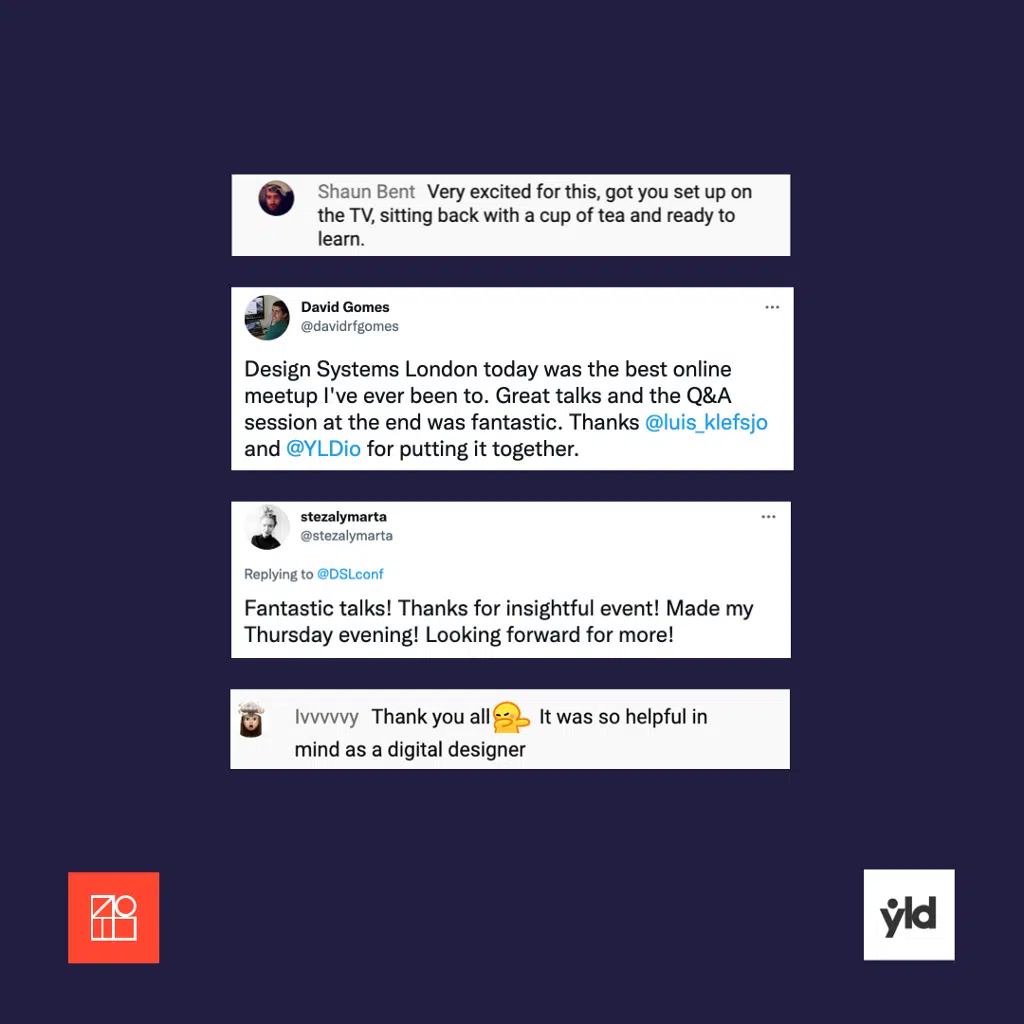 Shaun Bent Very excited for this, got you set up on
the TV, sitting back with a cup of tea and ready to
learn.
David Gomes
@davidrfgomes
Design Systems London today was the best online
meetup I've ever been to. Great talks and the Q&A
session at the end was fantastic. Thanks @luis_klefsjo
and @YLDio for putting it together.
stezalymarta
@stezalymarta
Replying to @DSLconf
Fantastic talks! Thanks for insightful event! Made my
Thursday evening! Looking forward for more!
Ivvvvvy Thank you all It was so helpful in
mind as a digital designer
yld